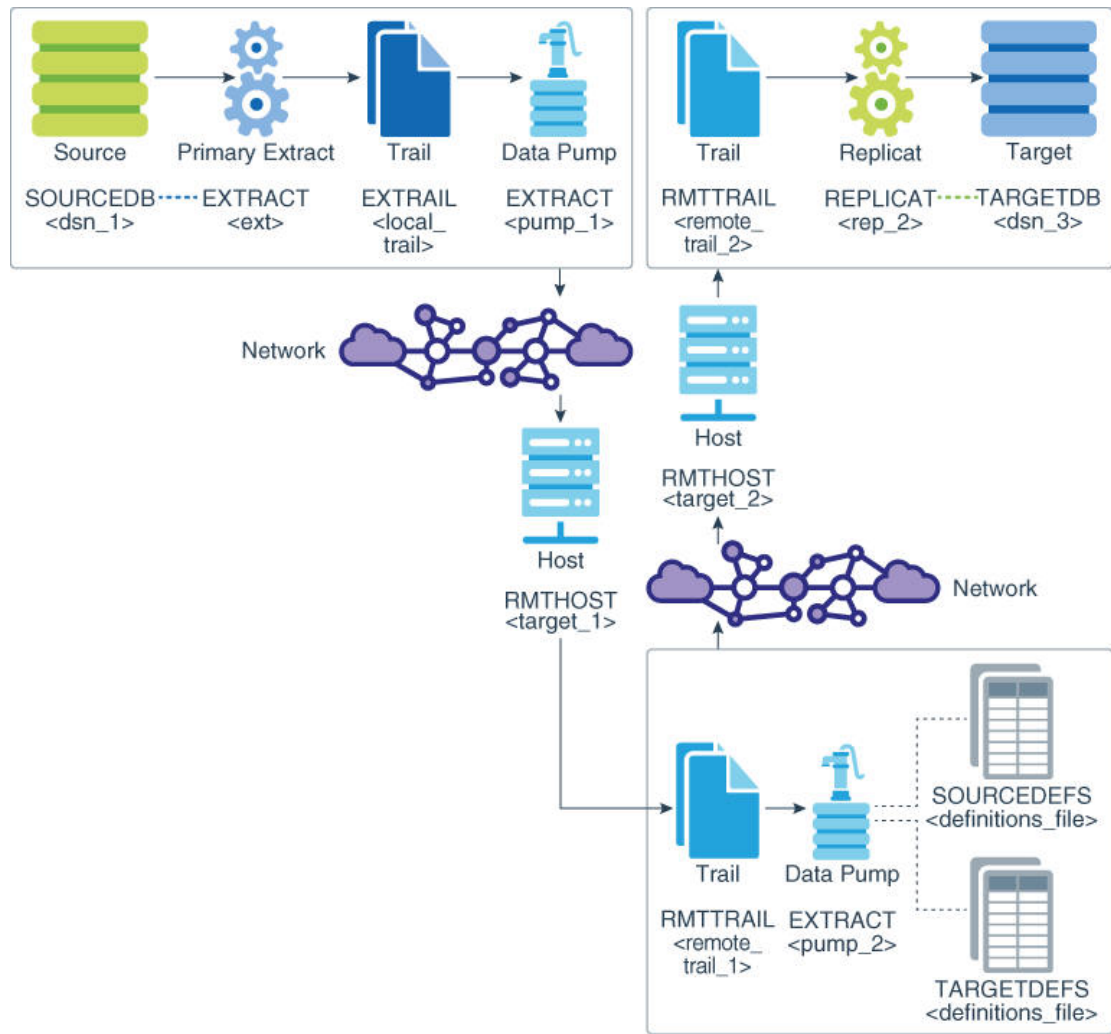 Source
Primary Extract
Trail
Data Pump
SOURCEDB
<dsn_1>
EXTRACT
<ext>
EXTRAIL
<local_
trail>
EXTRACT
<pump_1>
Trail
Replicat
Target
RMTTRAIL
<remote_
trail_2>
REPLICAT
<rep_2>
TARGETDB
<dsn_3>
Network
Host
RMTHOST
<target_1>
Host
RMTHOST
<target_2>
Network
Trail
Data Pump
RMTTRAIL
<remote_
trail_1>
EXTRACT
<pump_2>
SOURCEDEFS
<definitions_file>
TARGETDEFS
<definitions_file>